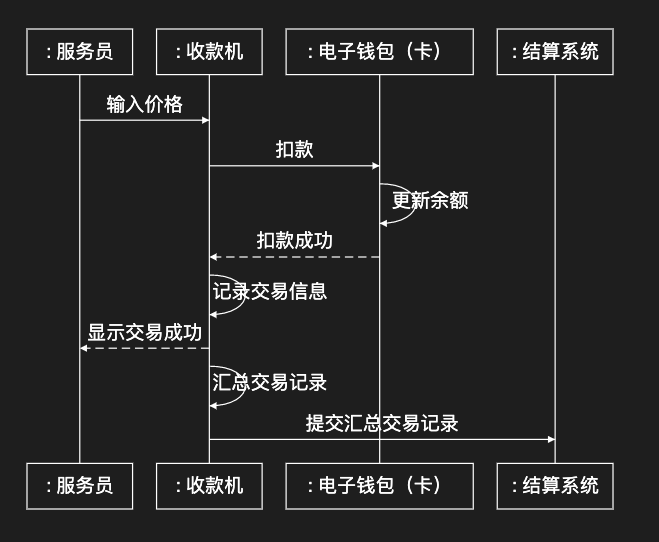 : 服务员
: 收款机
: 电子钱包（卡）
: 结算系统
输入价格
扣款
更新余额
扣款成功
记录交易信息
显示交易成功
汇总交易记录
提交汇总交易记录
: 服务员
: 收款机
: 电子钱包（卡）
: 结算系统